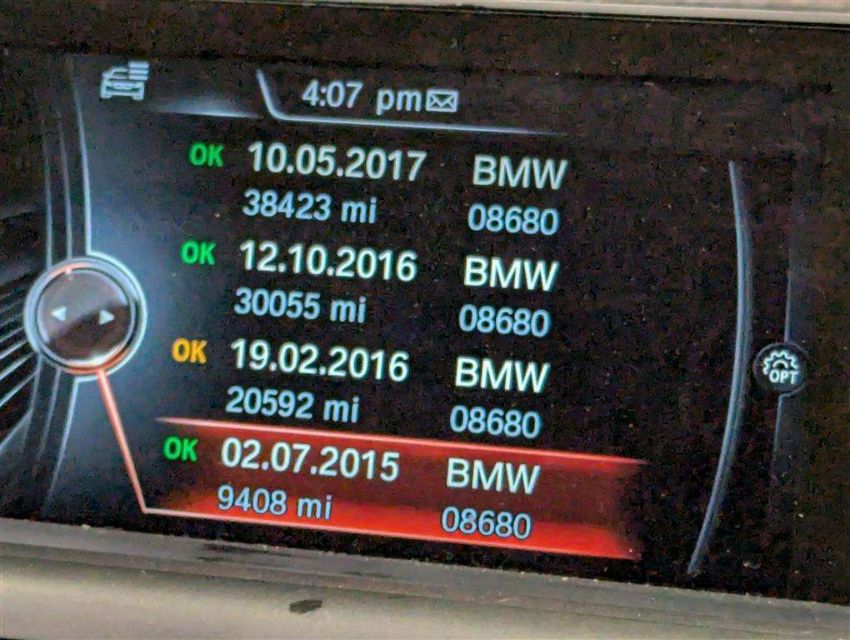 4:07 pm
OK 10.05.2017 BMW
38423 mi 08680
OK 12.10.2016 BMW
30055 mi 08680
OK 19.02.2016 BMW
20592 mi 08680
OK 02.07.2015 BMW
9408 mi 08680
OPT